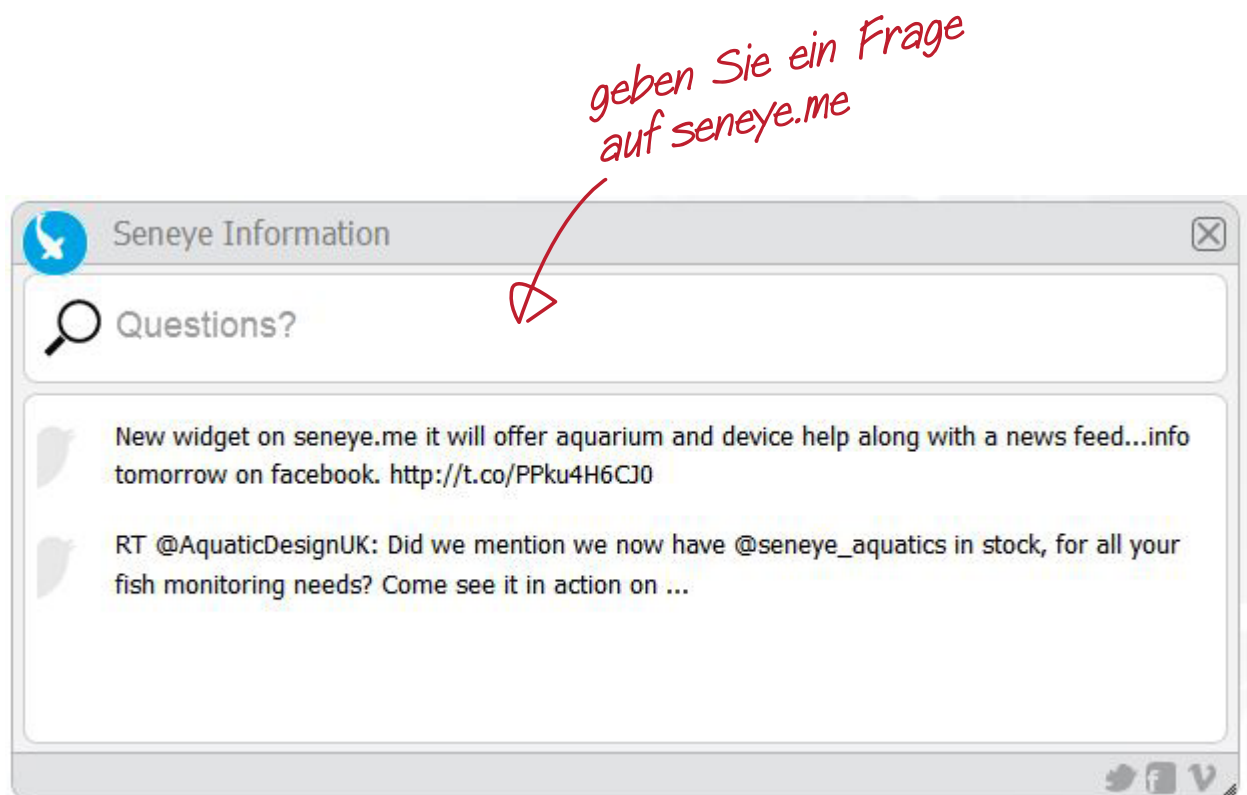 geben Sie ein Frage
auf seneye.me
Seneye Information
Questions?
New widget on seneye.me it will offer aquarium and device help along with a news feed...info
tomorrow on facebook. http://t.co/PPku4H6CJ0
RT @AquaticDesignUK: Did we mention we now have @seneye_aquatics in stock, for all your
fish monitoring needs? Come see it in action on ...